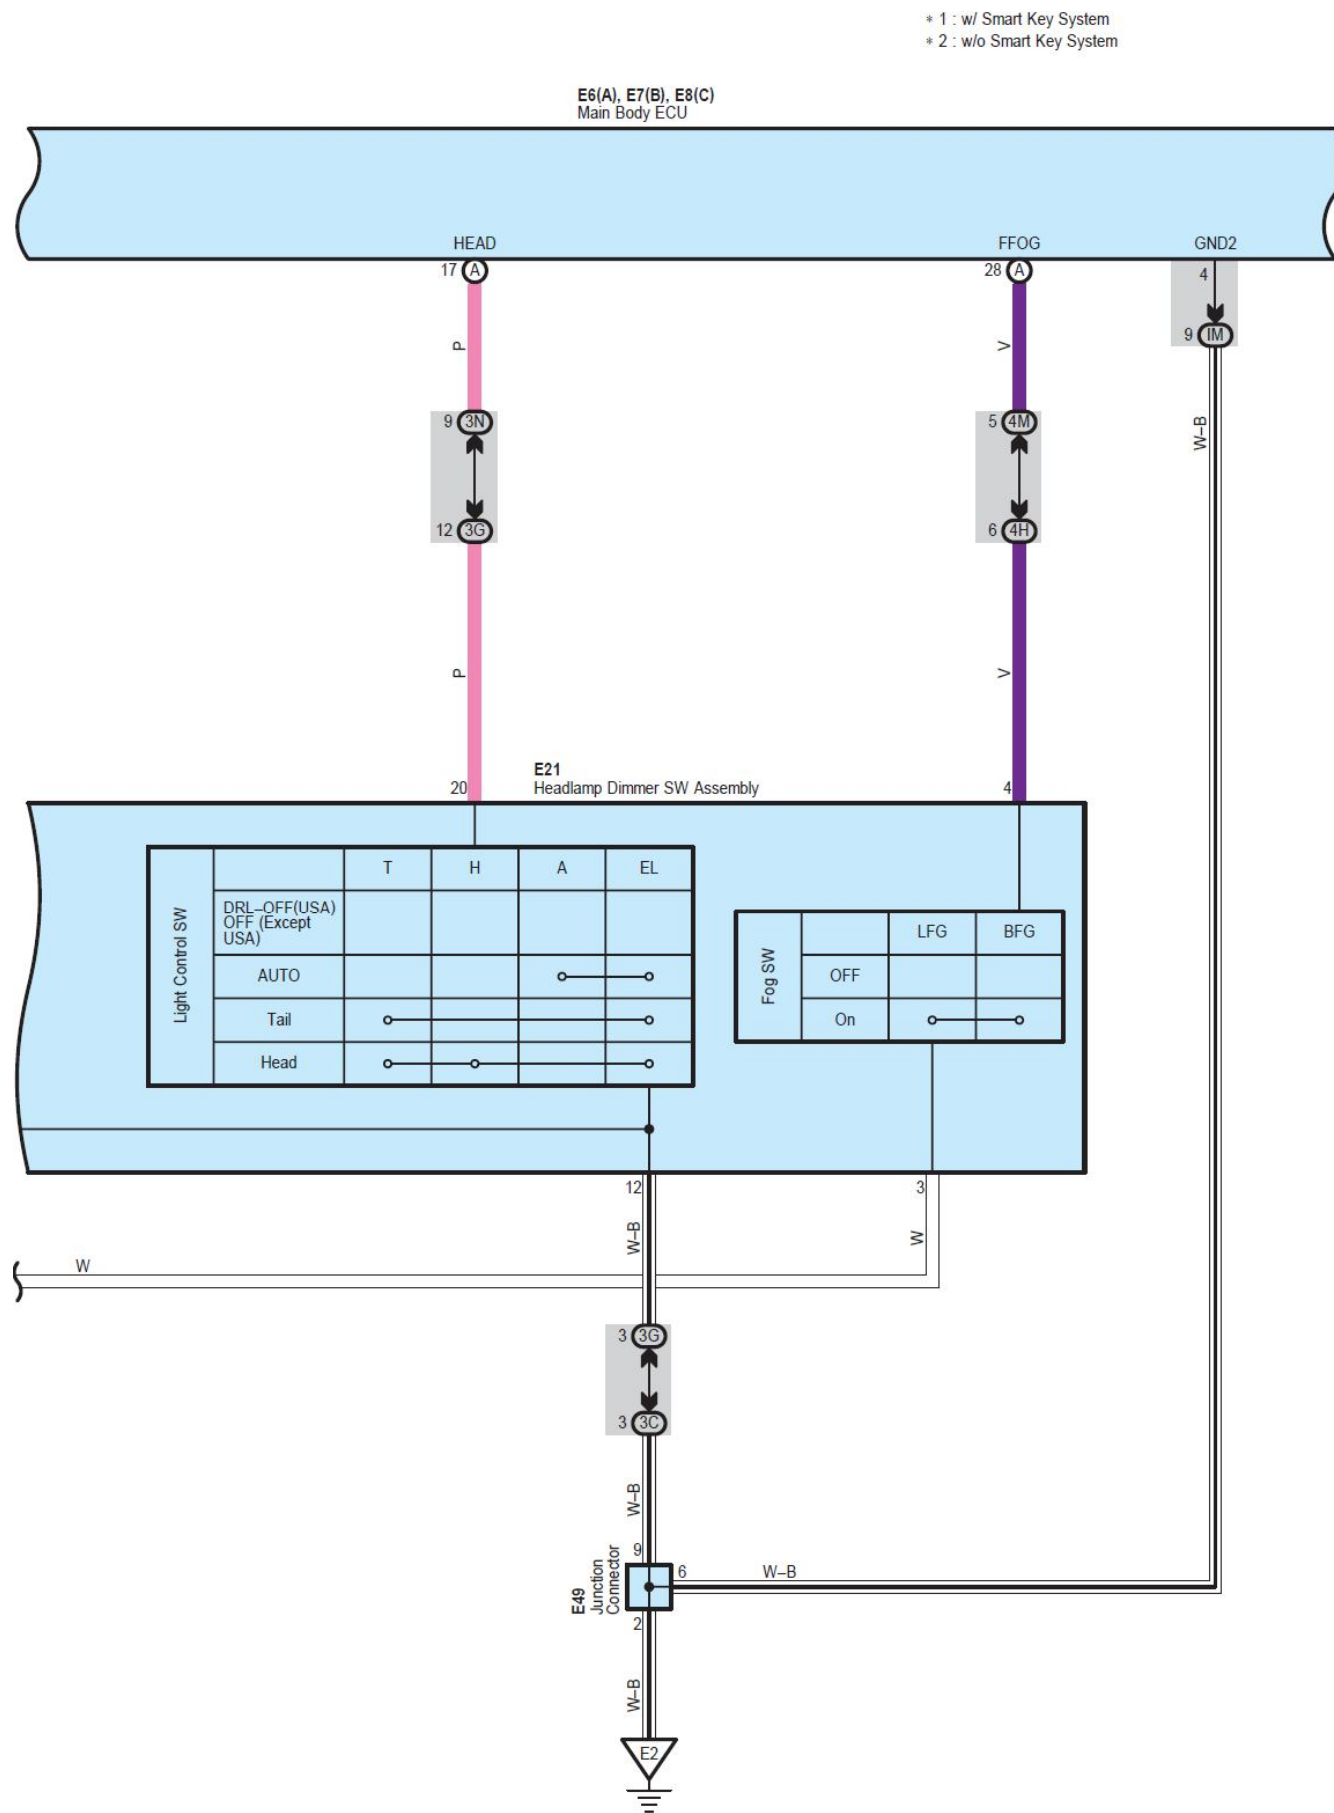 * 1 : w/ Smart Key System
* 2 : w/o Smart Key System
E6(A), E7(B), E8(C)
Main Body ECU
HEAD
FFOG
GND2
17 A
28 A
4
9 IM
P
V
W–B
9 3N
5 4M
12 3G
6 4H
P
V
E21
Headlamp Dimmer SW Assembly
20
4
Light Control SW
T H A EL
DRL–OFF(USA)
OFF (Except
USA)
AUTO
Tail
Head
Fog SW
LFG BFG
OFF
On
12
3
W–B
W
W
3 3G
3 3C
W–B
9
E49
Junction
Connector
6
W–B
2
W–B
E2